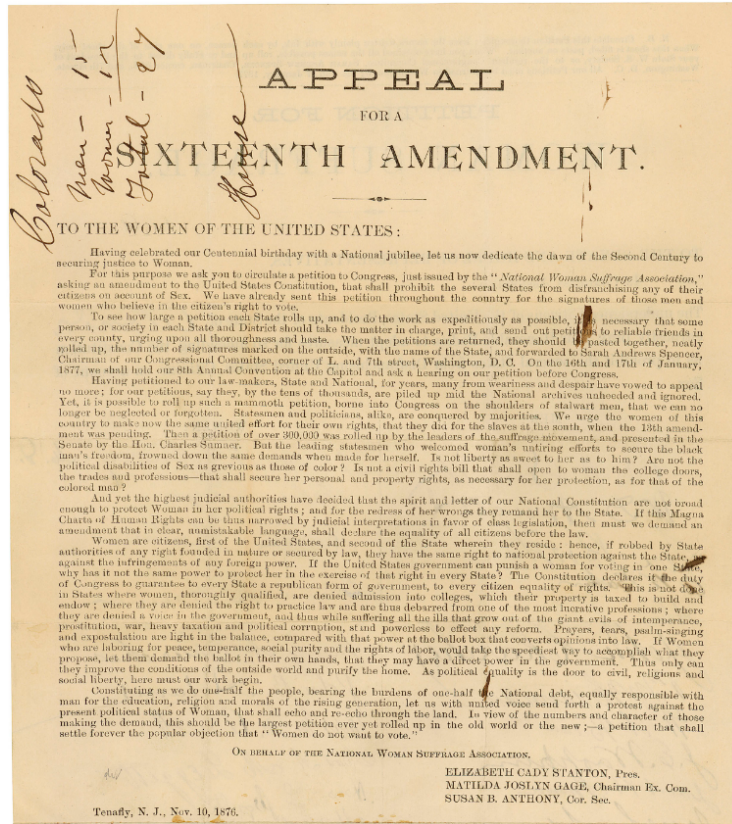 Colorado
Men - 15
Women - 12
Total - 27
House
APPEAL
FOR A
SIXTEENTH AMENDMENT.
TO THE WOMEN OF THE UNITED STATES:
Having celebrated our Centennial birthday with a National jubilee, let us now dedicate the dawn of the Second Century to
securing justice to Woman.
For this purpose we ask you to circulate a petition to Congress, just issued by the "National Woman Suffrage Association,"
asking an amendment to the United States Constitution, that shall prohibit the several States from disfranchising any of their
citizens on account of Sex. We have already sent this petition throughout the country for the signatures of those men and
women who believe in the citizen's right to vote.
To see how large a petition each State rolls up, and to do the work as expeditiously as possible, necessary that some
person, or society in each State and District should take the matter in charge, print, and send out petitions to reliable friends in
every county, urging upon all thoroughness and haste. When the petitions are returned, they should be pasted together, neatly
rolled up, the number of signatures marked on the outside, with the name of the State, and forwarded to Sarah Andrews Spencer,
Chairman of our Congressional Committee, corner of L. and 7th street, Washington, D. C. On the 16th and 17th of January,
1877, we shall hold our 8th Annual Convention at the Capitol and ask a hearing on our petition before Congress.
Having petitioned to our law-makers, State and National, for years, many from weariness and despair have vowed to appeal
no more; for our petitions, say they, by the tens of thousands, are piled up mid the National archives unheeded and ignored.
Yet, it is possible to roll up such a mammoth petition, borne into Congress on the shoulders of stalwart men, that we can no
longer be neglected or forgotten. Statesmen and politicians, alike, are conquered by majorities. We urge the women of this
country to make now the same united effort for their own rights, that they did for the slaves at the south, when the 13th amend-
ment was pending. Then a petition of over 300,000 was rolled up by the leaders of the suffrage movement, and presented in the
Senate by the Hon. Charles Sumner. But the leading statesmen who welcomed woman's untiring efforts to secure the black
man's freedom, frowned down the same demands when made for herself. Is not liberty as sweet to her as to him? Are not the
political disabilities of Sex as grevious as those of color? Is not a civil rights bill that shall open to woman the college doors,
the trades and professions—that shall secure her personal and property rights, as necessary for her protection, as for that of the
colored man?
And yet the highest judicial authorities have decided that the spirit and letter of our National Constitution are not broad
enough to protect Woman in her political rights; and for the redress of her wrongs they remand her to the State. If this Magna
Charta of Human Rights can be thus narrowed by judicial interpretations in favor of class legislation, then must we demand an
amendment that in clear, unmistakable language, shall declare the equality of all citizens before the law.
Women are citizens, first of the United States, and second of the State wherein they reside: hence, if robbed by State
authorities of any right founded in nature or secured by law, they have the same right to national protection against the State, as
against the infringements of any foreign power. If the United States government can punish a woman for voting in one State,
why has it not the same power to protect her in the exercise of that right in every State? The Constitution declares it the duty
of Congress to guarantee to every State a republican form of government, to every citizen equality of rights. This is not done
in States where women, thoroughly qualified, are denied admission into colleges, which their property is taxed to build and
endow; where they are denied the right to practice law and are thus debarred from one of the most lucrative professions; where
they are denied a voice in the government, and thus while suffering all the ills that grow out of the giant evils of intemperance,
prostitution, war, heavy taxation and political corruption, stand powerless to effect any reform. Prayers, tears, psalm-singing
and expostulation are light in the balance, compared with that power at the ballot box that converts opinions into law. If Women
who are laboring for peace, temperance, social purity and the rights of labor, would take the speediest way to accomplish what they
propose, let them demand the ballot in their own hands, that they may have a direct power in the government. Thus only can
they improve the conditions of the outside world and purify the home. As political equality is the door to civil, religious and
social liberty, here must our work begin.
Constituting as we do one-half the people, bearing the burdens of one-half the National debt, equally responsible with
man for the education, religion and morals of the rising generation, let us with united voice send forth a protest against the
present political status of Woman, that shall echo and re-echo through the land. In view of the numbers and character of those
making the demand, this should be the largest petition ever yet rolled up in the old world or the new;—a petition that shall
settle forever the popular objection that "Women do not want to vote."
ON BEHALF OF THE NATIONAL WOMAN SUFFRAGE ASSOCIATION,
ELIZABETH CADY STANTON, Pres.
MATILDA JOSLYN GAGE, Chairman Ex. Com.
SUSAN B. ANTHONY, Cor. Sec.
Tenafly, N. J., Nov. 10, 1876.